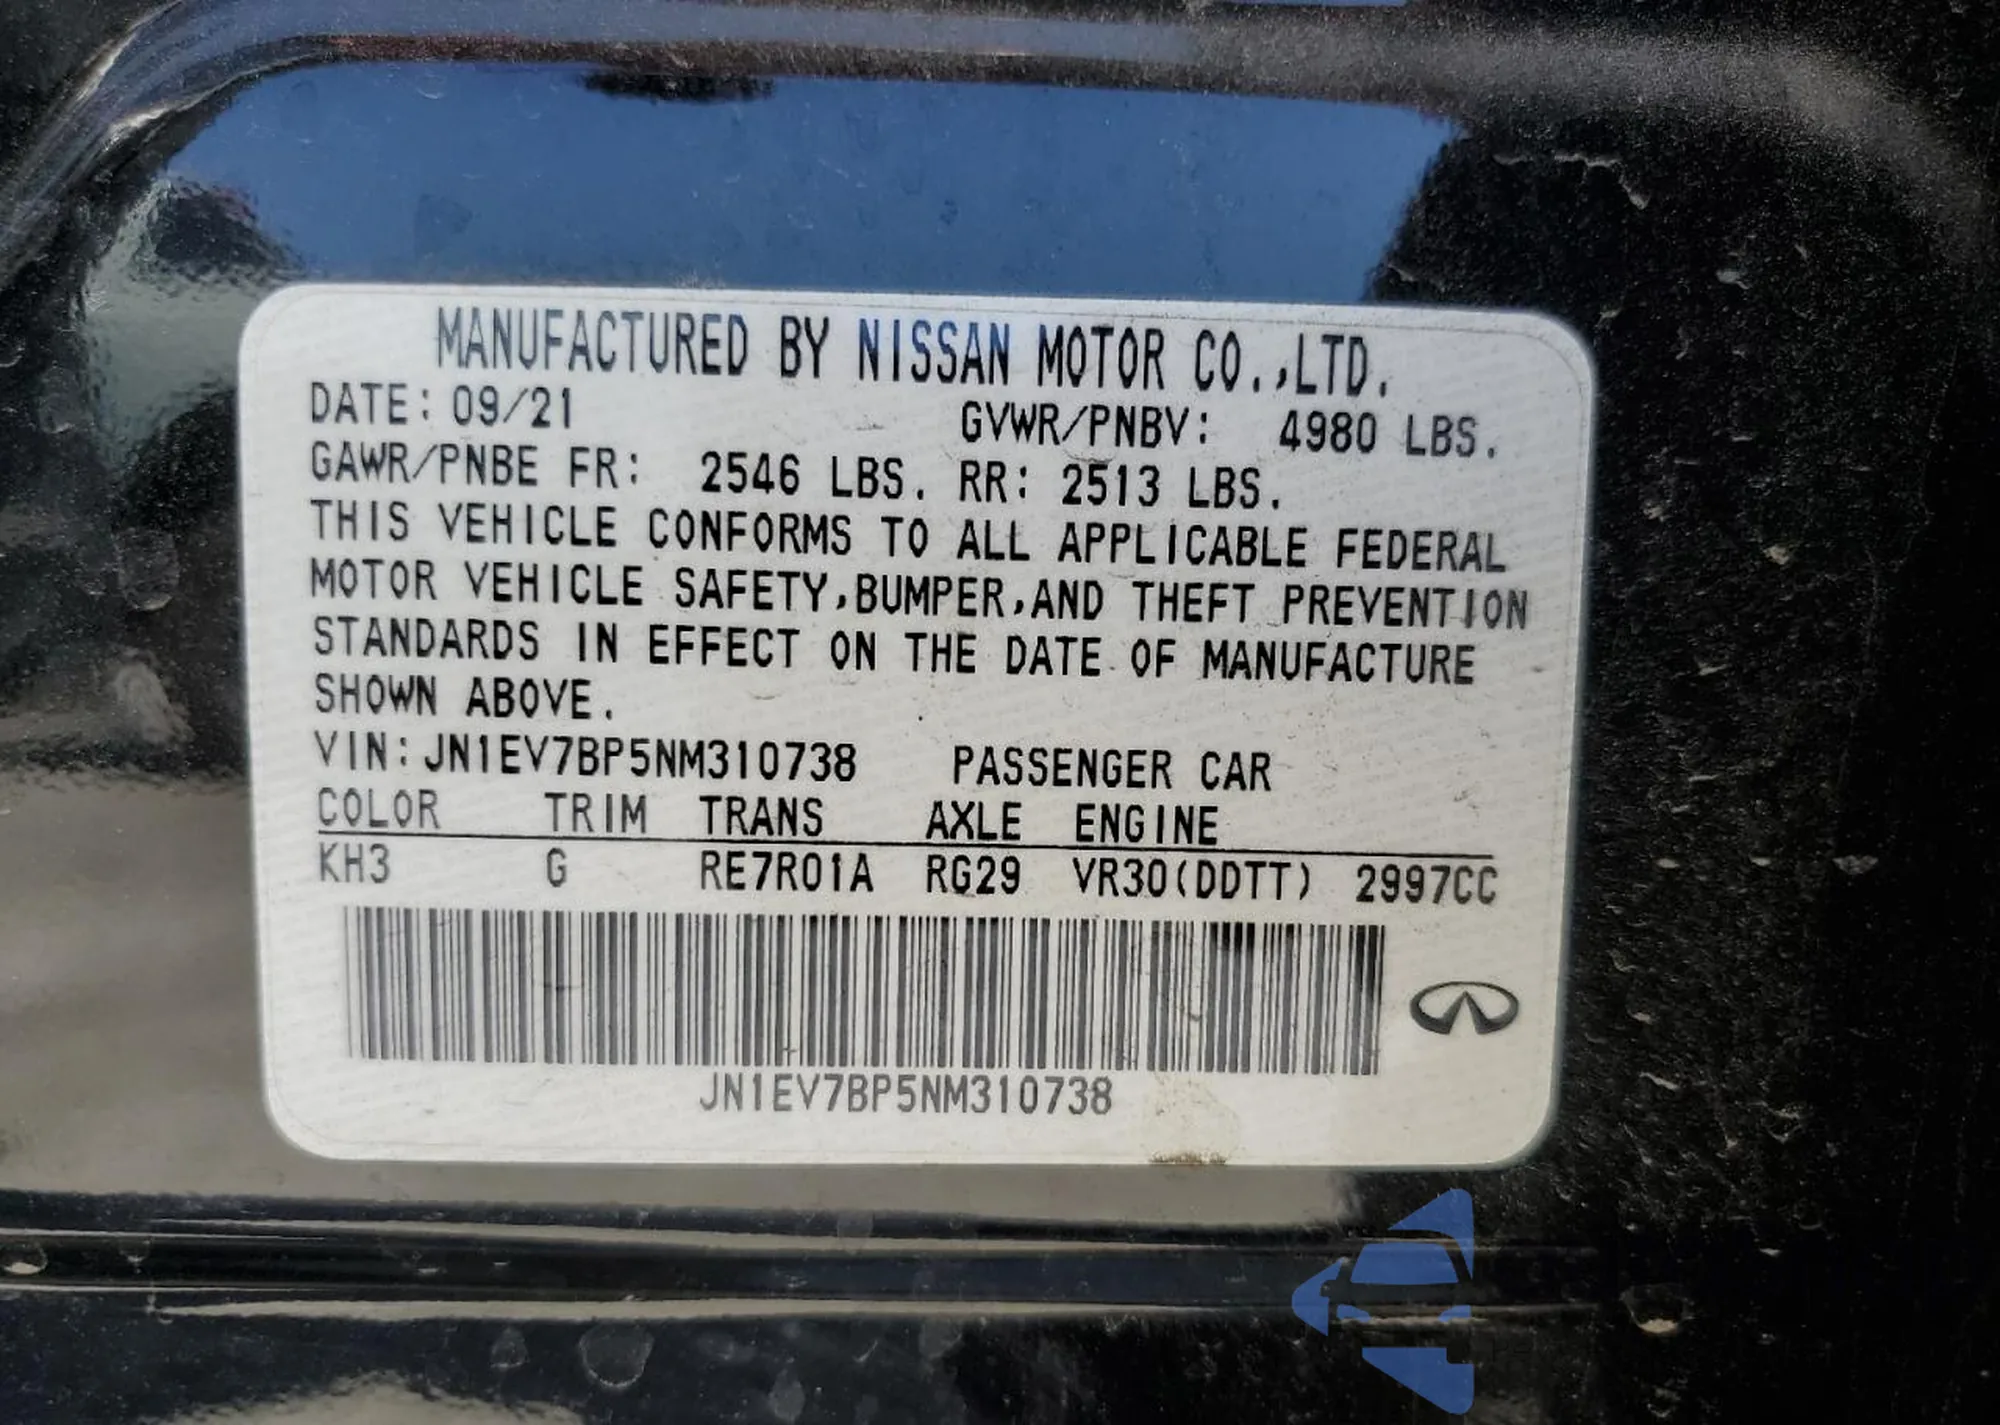 MANUFACTURED BY NISSAN MOTOR CO.,LTD.
DATE: 09/21 GVWR/PNBV: 4980 LBS.
GAWR/PNBE FR: 2546 LBS. RR: 2513 LBS.
THIS VEHICLE CONFORMS TO ALL APPLICABLE FEDERAL
MOTOR VEHICLE SAFETY,BUMPER,AND THEFT PREVENTION
STANDARDS IN EFFECT ON THE DATE OF MANUFACTURE
SHOWN ABOVE.
VIN: JN1EV7BP5NM310738 PASSENGER CAR
COLOR TRIM TRANS AXLE ENGINE
KH3 G RE7R01A RG29 VR30(DDTT) 2997CC
JN1EV7BP5NM310738